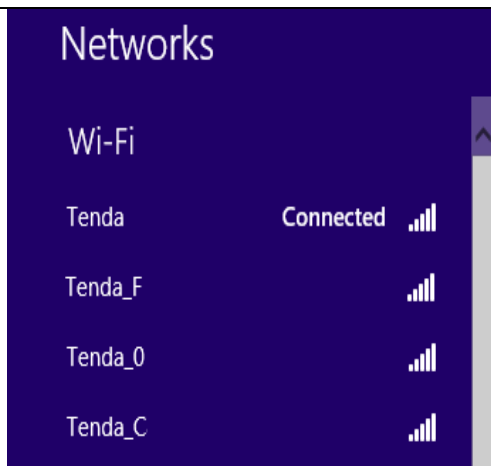 Networks
Wi-Fi
Tenda Connected
Tenda_F
Tenda_0
Tenda_C